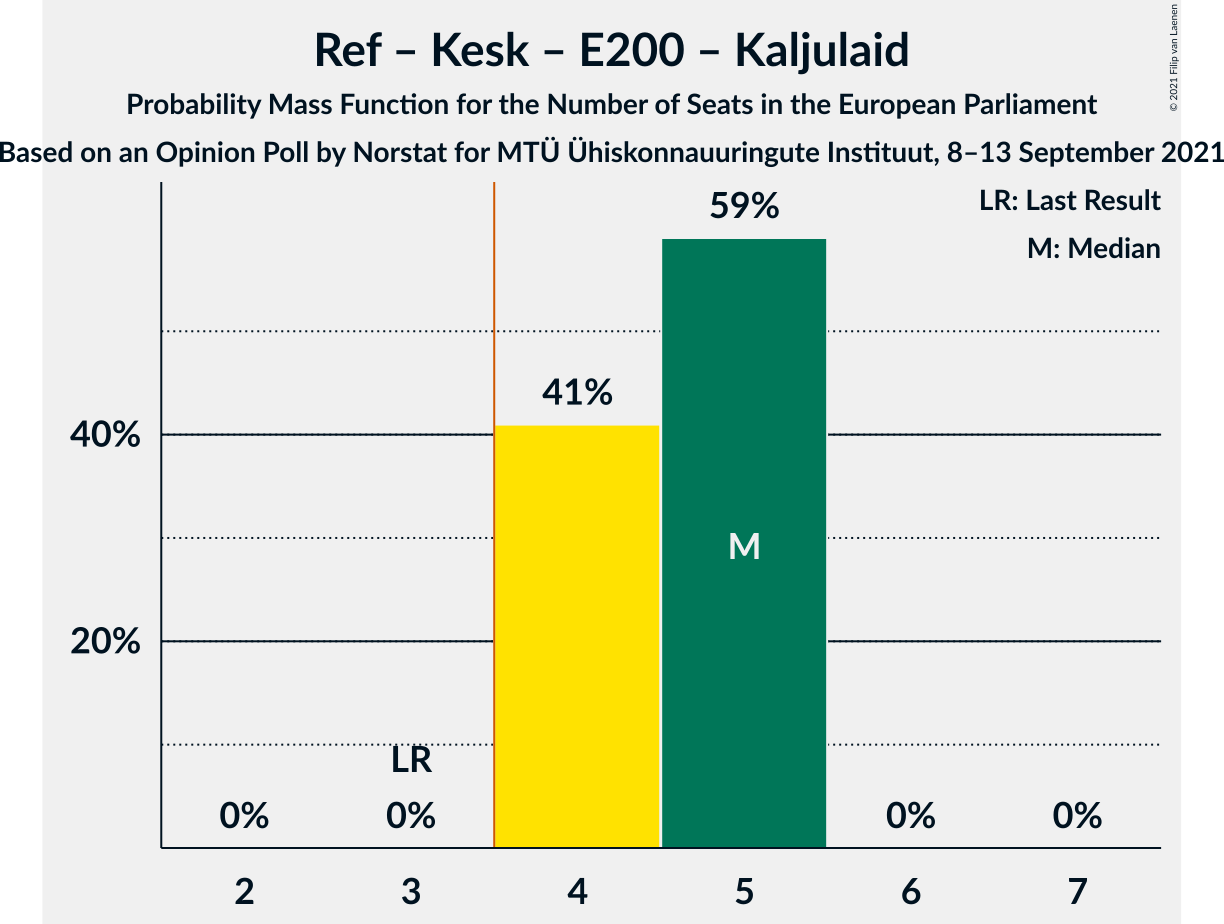 Ref – Kesk – E200 – Kaljulaid
Probability Mass Function for the Number of Seats in the European Parliament
Based on an Opinion Poll by Norstat for MTÜ Ühiskonnauuringute Instituut, 8–13 September 2021
© 2021 Filip van Laenen
LR: Last Result
M: Median
59%
41%
40%
M
20%
LR
0%
0%
0%
0%
2
3
4
5
6
7